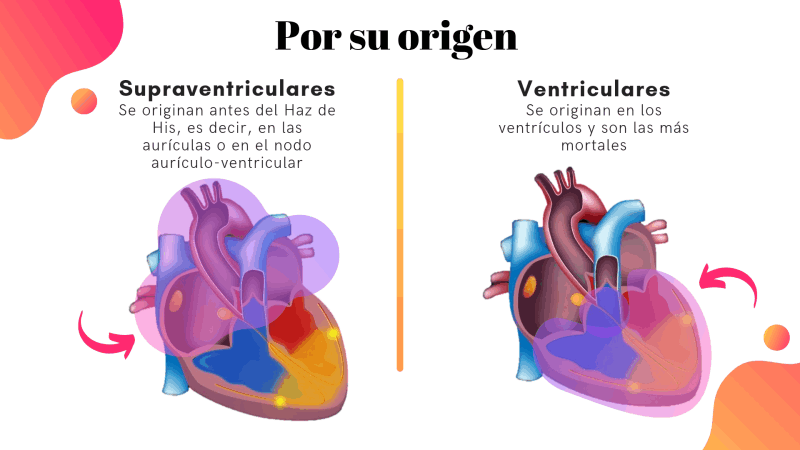 Por su origen
Supraventriculares
Se originan antes del Haz de
His, es decir, en las
aurículas o en el nodo
aurículo-ventricular
Ventriculares
Se originan en los
ventrículos y son las más
mortales